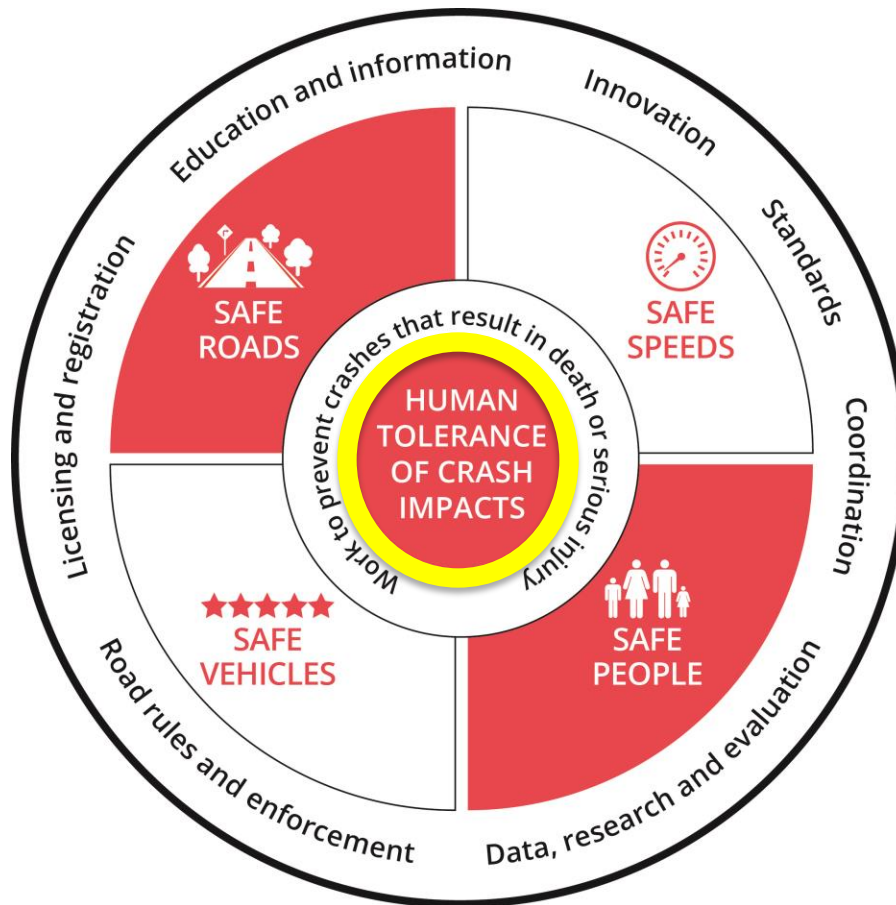 Education and information
Innovation
Standards
Coordination
Data, research and evaluation
Road rules and enforcement
Licensing and registration
SAFE
ROADS
SAFE
SPEEDS
Work to prevent crashes that result in death or serious injury
HUMAN
TOLERANCE
OF CRASH
IMPACTS
SAFE
VEHICLES
SAFE
PEOPLE